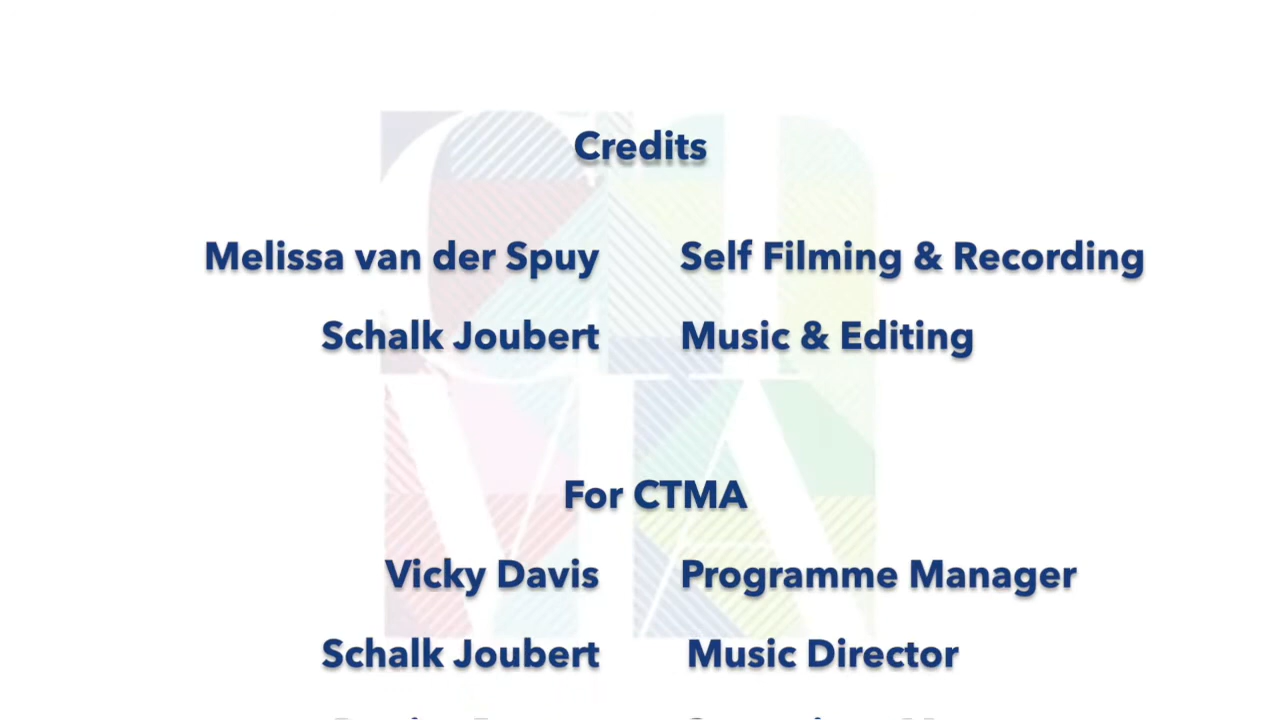 Credits
Melissa van der Spuy Self Filming & Recording
Schalk Joubert Music & Editing
For CTMA
Vicky Davis Programme Manager
Schalk Joubert Music Director